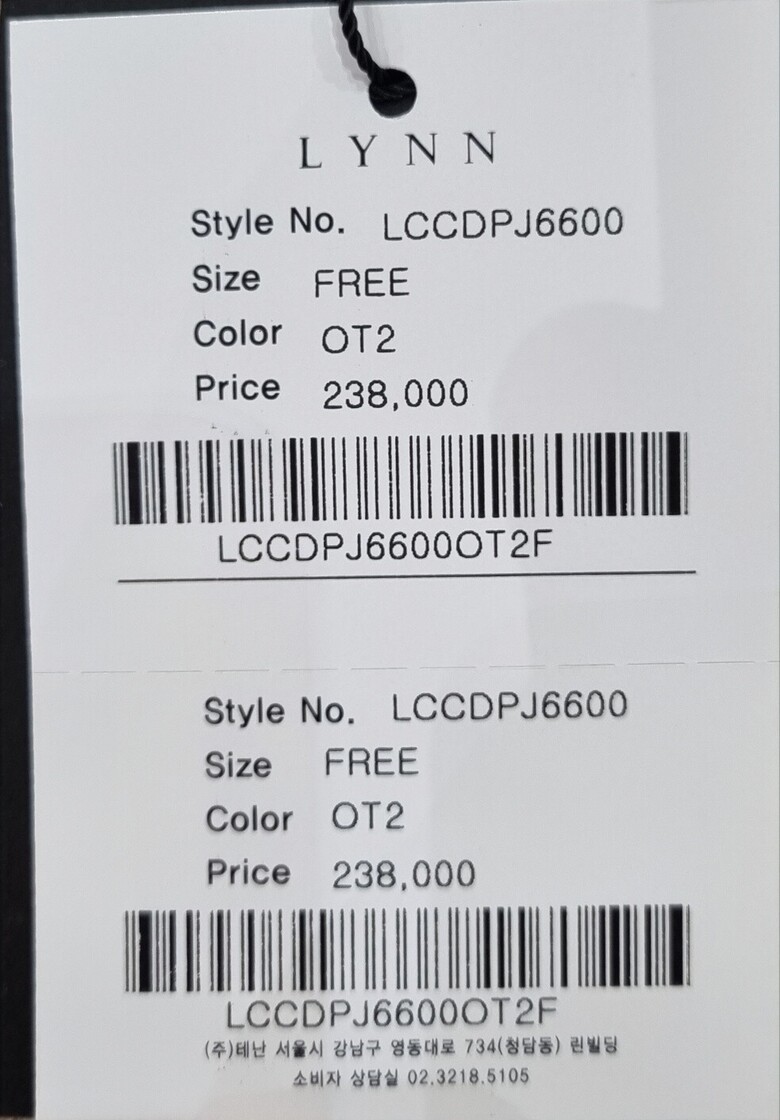 LYNN
Style No. LCCDPJ6600
Size FREE
Color OT2
Price 238,000
LCCDPJ6600OT2F
Style No. LCCDPJ6600
Size FREE
Color OT2
Price 238,000
LCCDPJ6600OT2F
(주)테난 서울시 강남구 영동대로 734(청담동) 린빌딩
소비자 상담실 02.3218.5105